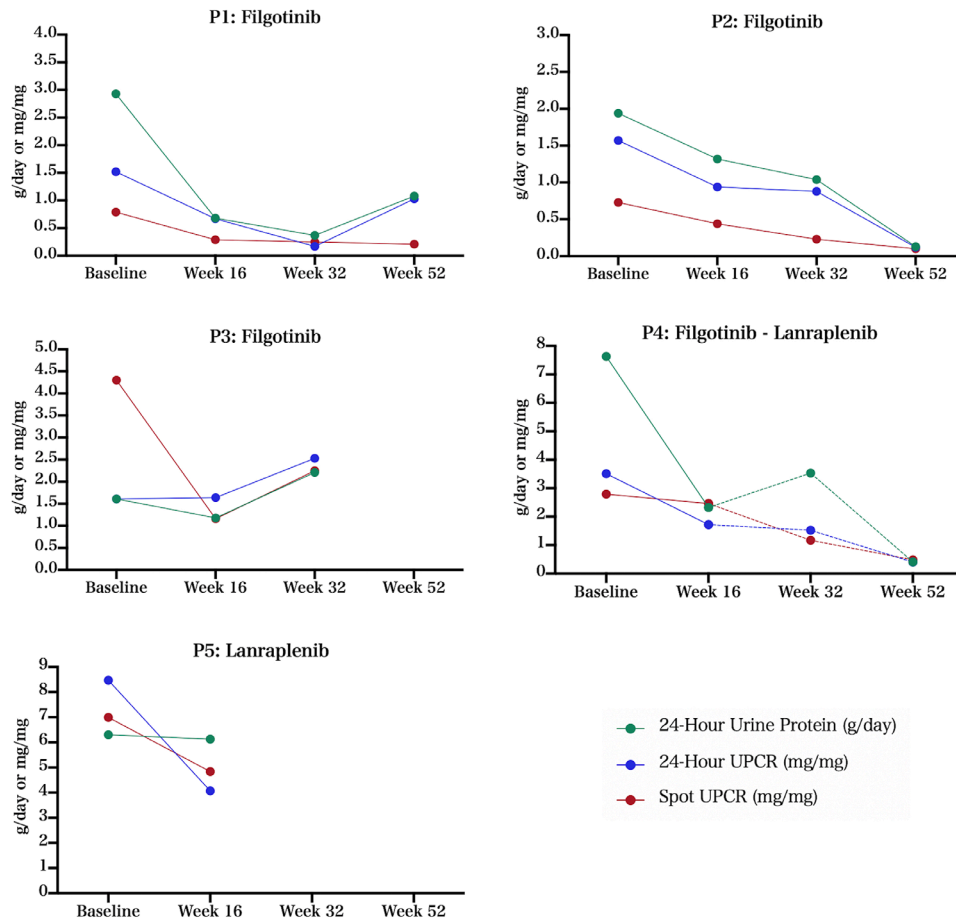 P1: Filgotinib
g/day or mg/mg
4.0
3.5
3.0
2.5
2.0
1.5
1.0
0.5
0.0
Baseline Week 16 Week 32 Week 52
P2: Filgotinib
g/day or mg/mg
3.0
2.5
2.0
1.5
1.0
0.5
0.0
Baseline Week 16 Week 32 Week 52
P3: Filgotinib
g/day or mg/mg
5.0
4.5
4.0
3.5
3.0
2.5
2.0
1.5
1.0
0.5
0.0
Baseline Week 16 Week 32 Week 52
P4: Filgotinib - Lanraplenib
g/day or mg/mg
8
7
6
5
4
3
2
1
0
Baseline Week 16 Week 32 Week 52
P5: Lanraplenib
g/day or mg/mg
9
8
7
6
5
4
3
2
1
0
Baseline Week 16 Week 32 Week 52
24-Hour Urine Protein (g/day)
24-Hour UPCR (mg/mg)
Spot UPCR (mg/mg)